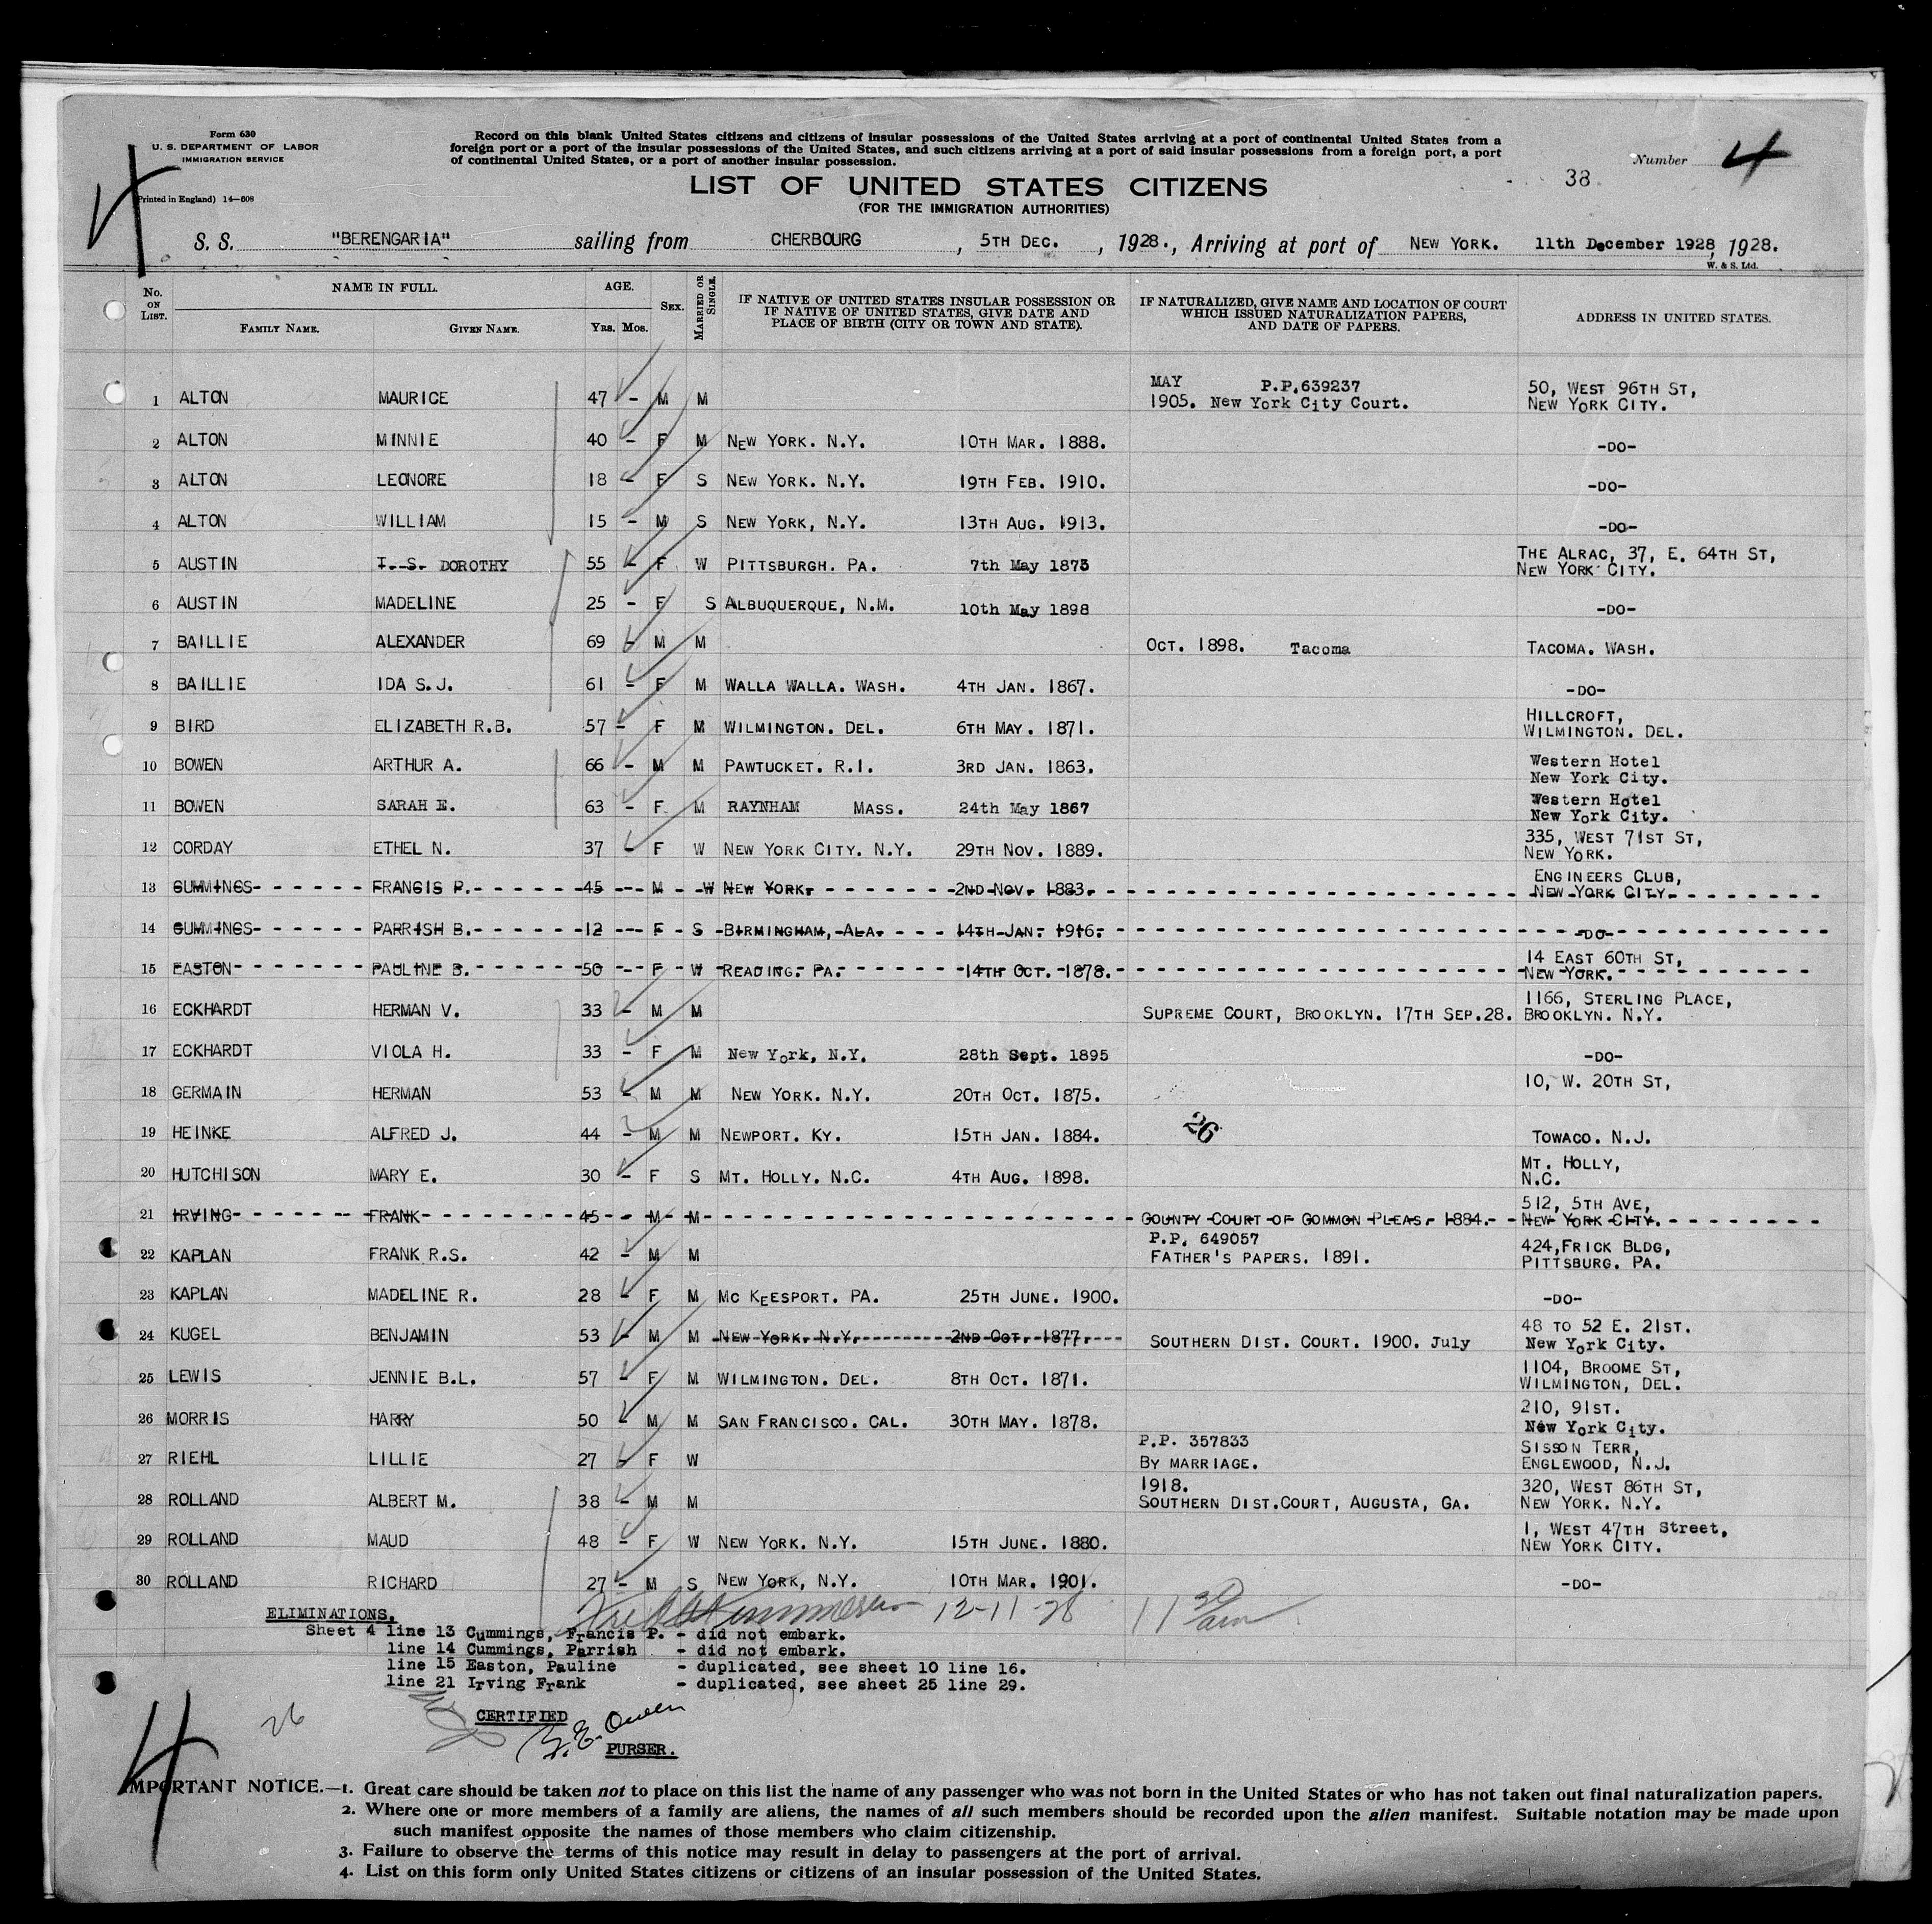 Form 630
U. S. DEPARTMENT OF LABOR
IMMIGRATION SERVICE
Printed in England) 14—608
4
Record on this blank United States citizens and citizens of insular possessions of the United States arriving at a port of continental United States from a
foreign port or a port of the insular possessions of the United States, and such citizens arriving at a port of said insular possessions from a foreign port, a port
of continental United States, or a port of another insular possession.
Number 4
38
LIST OF UNITED STATES CITIZENS
(FOR THE IMMIGRATION AUTHORITIES)
S. S. "BERENGARIA" sailing from CHERBOURG, 5TH DEC., 1928., Arriving at port of NEW YORK. 11th December 1928, 1928.
W. & S. Ltd.
No. ON LIST. NAME IN FULL. FAMILY NAME. GIVEN NAME. AGE. YRS. MOS. SEX. MARRIED OR SINGLE. IF NATIVE OF UNITED STATES INSULAR POSSESSION OR IF NATIVE OF UNITED STATES, GIVE DATE AND PLACE OF BIRTH (CITY OR TOWN AND STATE). IF NATURALIZED, GIVE NAME AND LOCATION OF COURT WHICH ISSUED NATURALIZATION PAPERS, AND DATE OF PAPERS. ADDRESS IN UNITED STATES.
1 ALTON MAURICE 47 - M M MAY 1905. P.P.639237 New York City Court. 50, WEST 96TH ST, NEW YORK CITY.
2 ALTON MINNIE 40 - F M NEW YORK. N.Y. 10TH MAR. 1888. -DO-
3 ALTON LEONORE 18 - F S NEW YORK. N.Y. 19TH FEB. 1910. -DO-
4 ALTON WILLIAM 15 - M S NEW YORK, N.Y. 13TH AUG. 1913. -DO-
5 AUSTIN I. S. DOROTHY 55 - F W PITTSBURGH. PA. 7th May 1873 THE ALRAC, 37, E. 64TH ST, NEW YORK CITY.
6 AUSTIN MADELINE 25 - F S ALBUQUERQUE, N.M. 10th May 1898 -DO-
7 BAILLIE ALEXANDER 69 - M M OCT. 1898. Tacoma TACOMA. WASH.
8 BAILLIE IDA S.J. 61 - F M WALLA WALLA. WASH. 4TH JAN. 1867. -DO-
9 BIRD ELIZABETH R.B. 57 - F M WILMINGTON. DEL. 6TH MAY. 1871. HILLCROFT, WILMINGTON. DEL.
10 BOWEN ARTHUR A. 66 - M M PAWTUCKET. R.I. 3RD JAN. 1863. Western Hotel New York City.
11 BOWEN SARAH E. 63 - F M RAYNHAM MASS. 24th May 1867 Western Hotel New York City.
12 CORDAY ETHEL N. 37 - F W NEW YORK CITY. N.Y. 29TH NOV. 1889. 335, WEST 71ST ST, NEW YORK.
13 CUMMINGS FRANCIS P. 45 - M W NEW YORK. 2ND NOV. 1883. ENGINEERS CLUB, NEW YORK CITY.
14 CUMMINGS PARRISH B. 12 - F S BIRMINGHAM, ALA. 14TH JAN. 1916. -DO-
15 EASTON PAULINE B. 50 - F W READING. PA. 14TH OCT. 1878. 14 EAST 60TH ST, NEW YORK.
16 ECKHARDT HERMAN V. 33 - M M SUPREME COURT, BROOKLYN. 17TH SEP.28. 1166, STERLING PLACE, BROOKLYN. N.Y.
17 ECKHARDT VIOLA H. 33 - F M New York, N.Y. 28th Sept. 1895 -DO-
18 GERMAIN HERMAN 53 - M M NEW YORK. N.Y. 20TH OCT. 1875. 10, W. 20TH ST,
19 HEINKE ALFRED J. 44 - M M NEWPORT. KY. 15TH JAN. 1884. 26 TOWACO. N.J.
20 HUTCHISON MARY E. 30 - F S MT. HOLLY. N.C. 4TH AUG. 1898. MT. HOLLY, N.C.
21 IRVING FRANK 45 - M M COUNTY COURT OF COMMON PLEAS. 1884. 512, 5TH AVE, NEW YORK CITY.
22 KAPLAN FRANK R.S. 42 - M M P.P. 649057 FATHER'S PAPERS. 1891. 424, FRICK BLDG, PITTSBURG. PA.
23 KAPLAN MADELINE R. 28 - F M MC KEESPORT. PA. 25TH JUNE. 1900. -DO-
24 KUGEL BENJAMIN 53 - M M NEW YORK. N.Y. 2ND OCT. 1877. SOUTHERN DIST. COURT. 1900. July 48 TO 52 E. 21ST. New York City.
25 LEWIS JENNIE B.L. 57 - F M WILMINGTON. DEL. 8TH OCT. 1871. 1104, BROOME ST, WILMINGTON, DEL.
26 MORRIS HARRY 50 - M M SAN FRANCISCO. CAL. 30TH MAY. 1878. 210, 91ST. New York City.
27 RIEHL LILLIE 27 - F W P.P. 357833 BY MARRIAGE. SISSON TERR, ENGLEWOOD, N.J.
28 ROLLAND ALBERT M. 38 - M M 1918. SOUTHERN DIST.COURT, AUGUSTA, GA. 320, WEST 86TH ST, NEW YORK. N.Y.
29 ROLLAND MAUD 48 - F W NEW YORK. N.Y. 15TH JUNE. 1880. 1, WEST 47TH Street, NEW YORK CITY.
30 ROLLAND RICHARD 27 - M S NEW YORK, N.Y. 10TH MAR. 1901. -DO-
12-11-28 11 30 am
ELIMINATIONS.
Sheet 4 line 13 Cummings, Francis P. - did not embark.
line 14 Cummings, Parrish - did not embark.
line 15 Easton, Pauline - duplicated, see sheet 10 line 16.
line 21 Irving Frank - duplicated, see sheet 25 line 29.
26
CERTIFIED
Owen
PURSER.
4
IMPORTANT NOTICE.—1. Great care should be taken not to place on this list the name of any passenger who was not born in the United States or who has not taken out final naturalization papers.
2. Where one or more members of a family are aliens, the names of all such members should be recorded upon the alien manifest. Suitable notation may be made upon
such manifest opposite the names of those members who claim citizenship.
3. Failure to observe the terms of this notice may result in delay to passengers at the port of arrival.
4. List on this form only United States citizens or citizens of an insular possession of the United States.